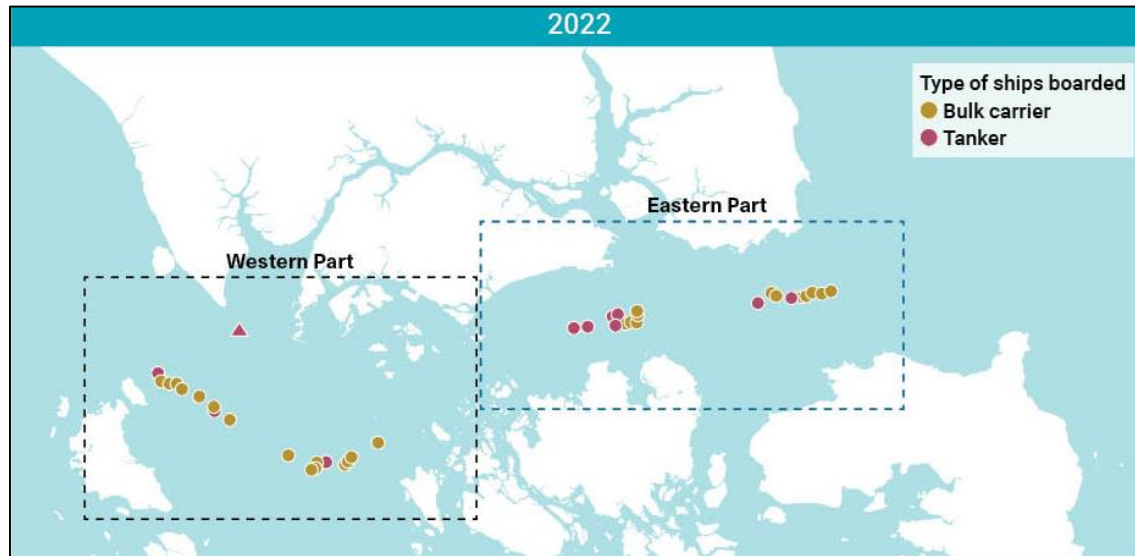 2022
Type of ships boarded
Bulk carrier
Tanker
Eastern Part
Western Part